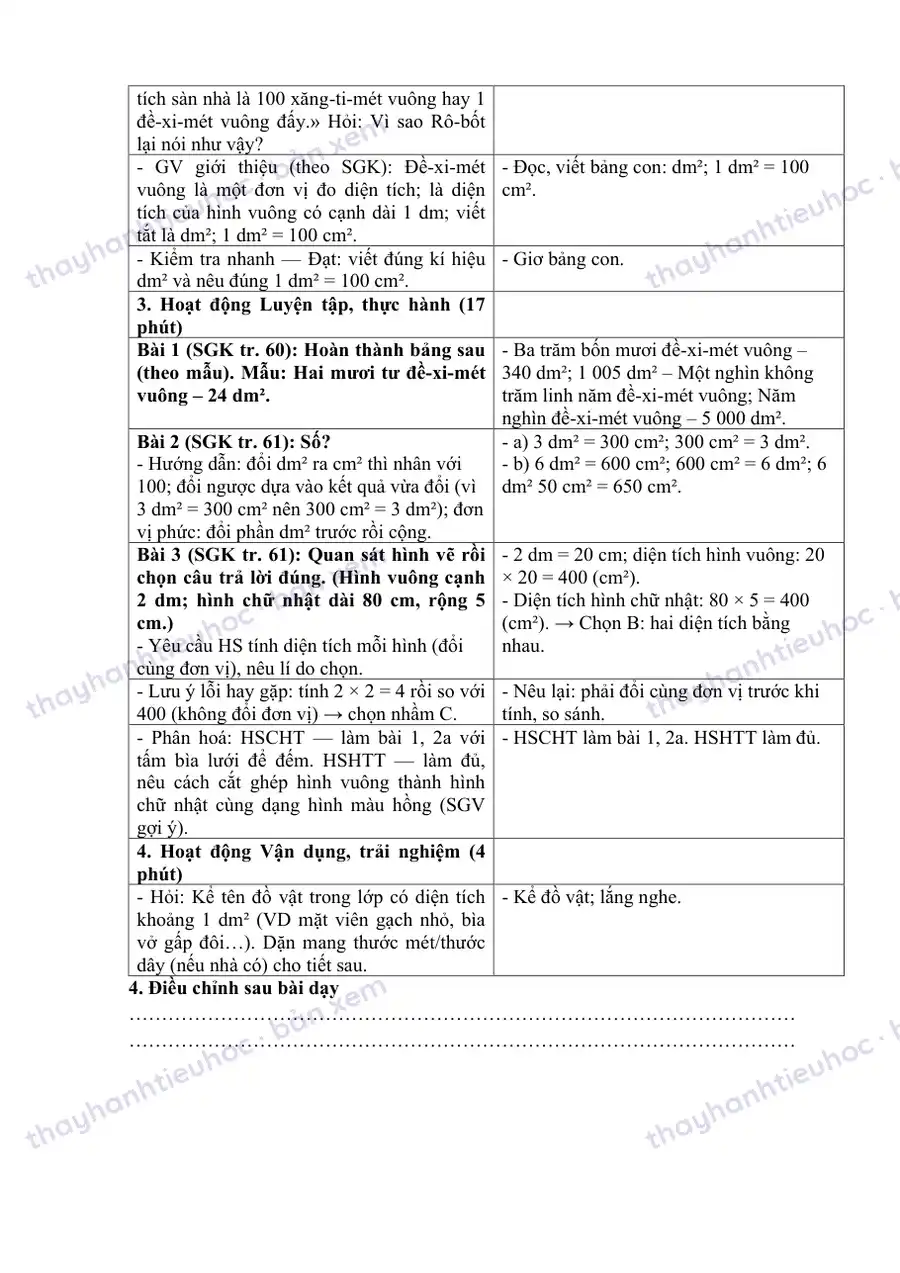 tích sàn nhà là 100 xăng-ti-mét vuông hay 1
đề-xi-mét vuông đấy.» Hỏi: Vì sao Rô-bốt
lại nói như vậy?
- GV giới thiệu (theo SGK): Đề-xi-mét
vuông là một đơn vị đo diện tích; là diện
tích của hình vuông có cạnh dài 1 dm; viết
tắt là dm²; 1 dm² = 100 cm².
- Đọc, viết bảng con: dm²; 1 dm² = 100
cm².
- Kiểm tra nhanh — Đạt: viết đúng kí hiệu
dm² và nêu đúng 1 dm² = 100 cm².
- Giơ bảng con.
3. Hoạt động Luyện tập, thực hành (17
phút)
Bài 1 (SGK tr. 60): Hoàn thành bảng sau
(theo mẫu). Mẫu: Hai mươi tư đề-xi-mét
vuông – 24 dm².
- Ba trăm bốn mươi đề-xi-mét vuông –
340 dm²; 1 005 dm² – Một nghìn không
trăm linh năm đề-xi-mét vuông; Năm
nghìn đề-xi-mét vuông – 5 000 dm².
Bài 2 (SGK tr. 61): Số?
- Hướng dẫn: đổi dm² ra cm² thì nhân với
100; đổi ngược dựa vào kết quả vừa đổi (vì
3 dm² = 300 cm² nên 300 cm² = 3 dm²); đơn
vị phức: đổi phần dm² trước rồi cộng.
- a) 3 dm² = 300 cm²; 300 cm² = 3 dm².
- b) 6 dm² = 600 cm²; 600 cm² = 6 dm²; 6
dm² 50 cm² = 650 cm².
Bài 3 (SGK tr. 61): Quan sát hình vẽ rồi
chọn câu trả lời đúng. (Hình vuông cạnh
2 dm; hình chữ nhật dài 80 cm, rộng 5
cm.)
- Yêu cầu HS tính diện tích mỗi hình (đổi
cùng đơn vị), nêu lí do chọn.
- 2 dm = 20 cm; diện tích hình vuông: 20
× 20 = 400 (cm²).
- Diện tích hình chữ nhật: 80 × 5 = 400
(cm²). → Chọn B: hai diện tích bằng
nhau.
- Lưu ý lỗi hay gặp: tính 2 × 2 = 4 rồi so với
400 (không đổi đơn vị) → chọn nhầm C.
- Nêu lại: phải đổi cùng đơn vị trước khi
tính, so sánh.
- Phân hoá: HSCHT — làm bài 1, 2a với
tấm bìa lưới để đếm. HSHTT — làm đủ,
nêu cách cắt ghép hình vuông thành hình
chữ nhật cùng dạng hình màu hồng (SGV
gợi ý).
- HSCHT làm bài 1, 2a. HSHTT làm đủ.
4. Hoạt động Vận dụng, trải nghiệm (4
phút)
- Hỏi: Kể tên đồ vật trong lớp có diện tích
khoảng 1 dm² (VD mặt viên gạch nhỏ, bìa
vở gấp đôi…). Dặn mang thước mét/thước
dây (nếu nhà có) cho tiết sau.
- Kể đồ vật; lắng nghe.
4. Điều chỉnh sau bài dạy
……………………………………………………………………………………
……………………………………………………………………………………
thayhanhtieuhoc · bản xem
thayhanhtieuhoc · b
thayhanhtieuhoc · bản xem
thayhanhtieuhoc · b
thayhanhtieuhoc · bản xem
thayhanhtieuhoc · b